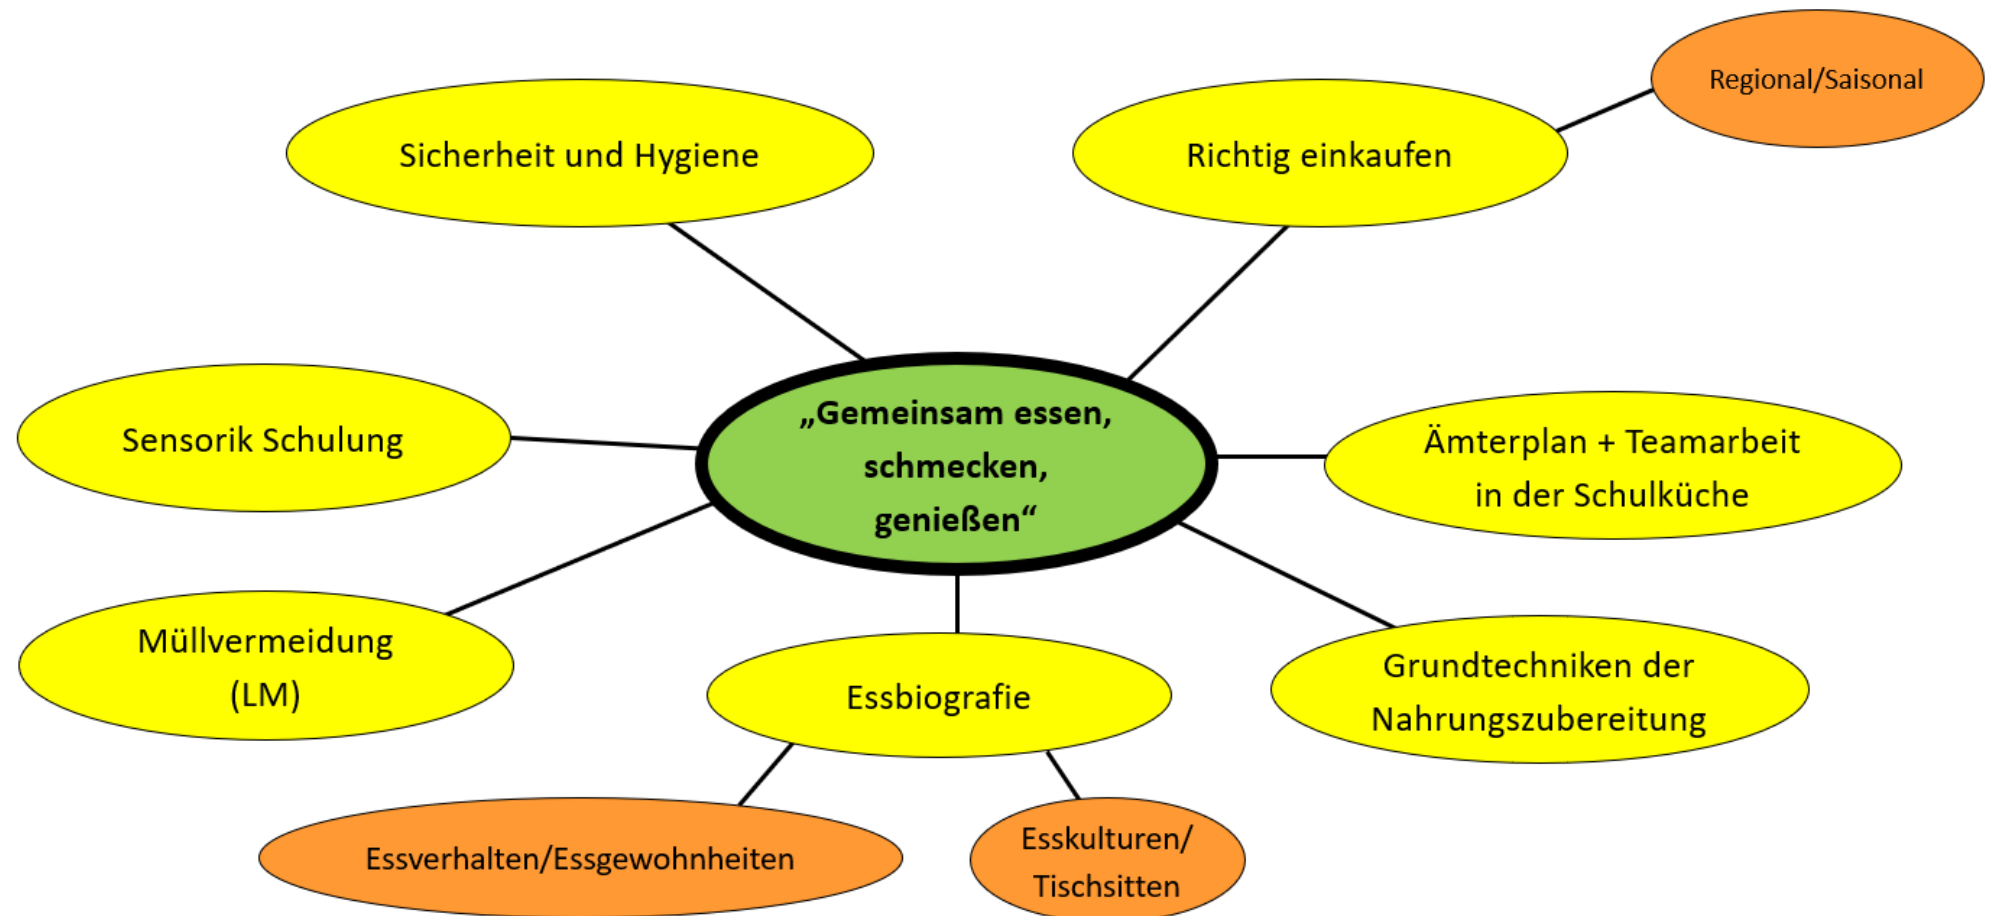 Regional/Saisonal
Sicherheit und Hygiene
Richtig einkaufen
„Gemeinsam essen,
schmecken,
genießen“
Sensorik Schulung
Ämterplan + Teamarbeit
in der Schulküche
Müllvermeidung
(LM)
Essbiografie
Grundtechniken der
Nahrungszubereitung
Essverhalten/Essgewohnheiten
Esskulturen/
Tischsitten